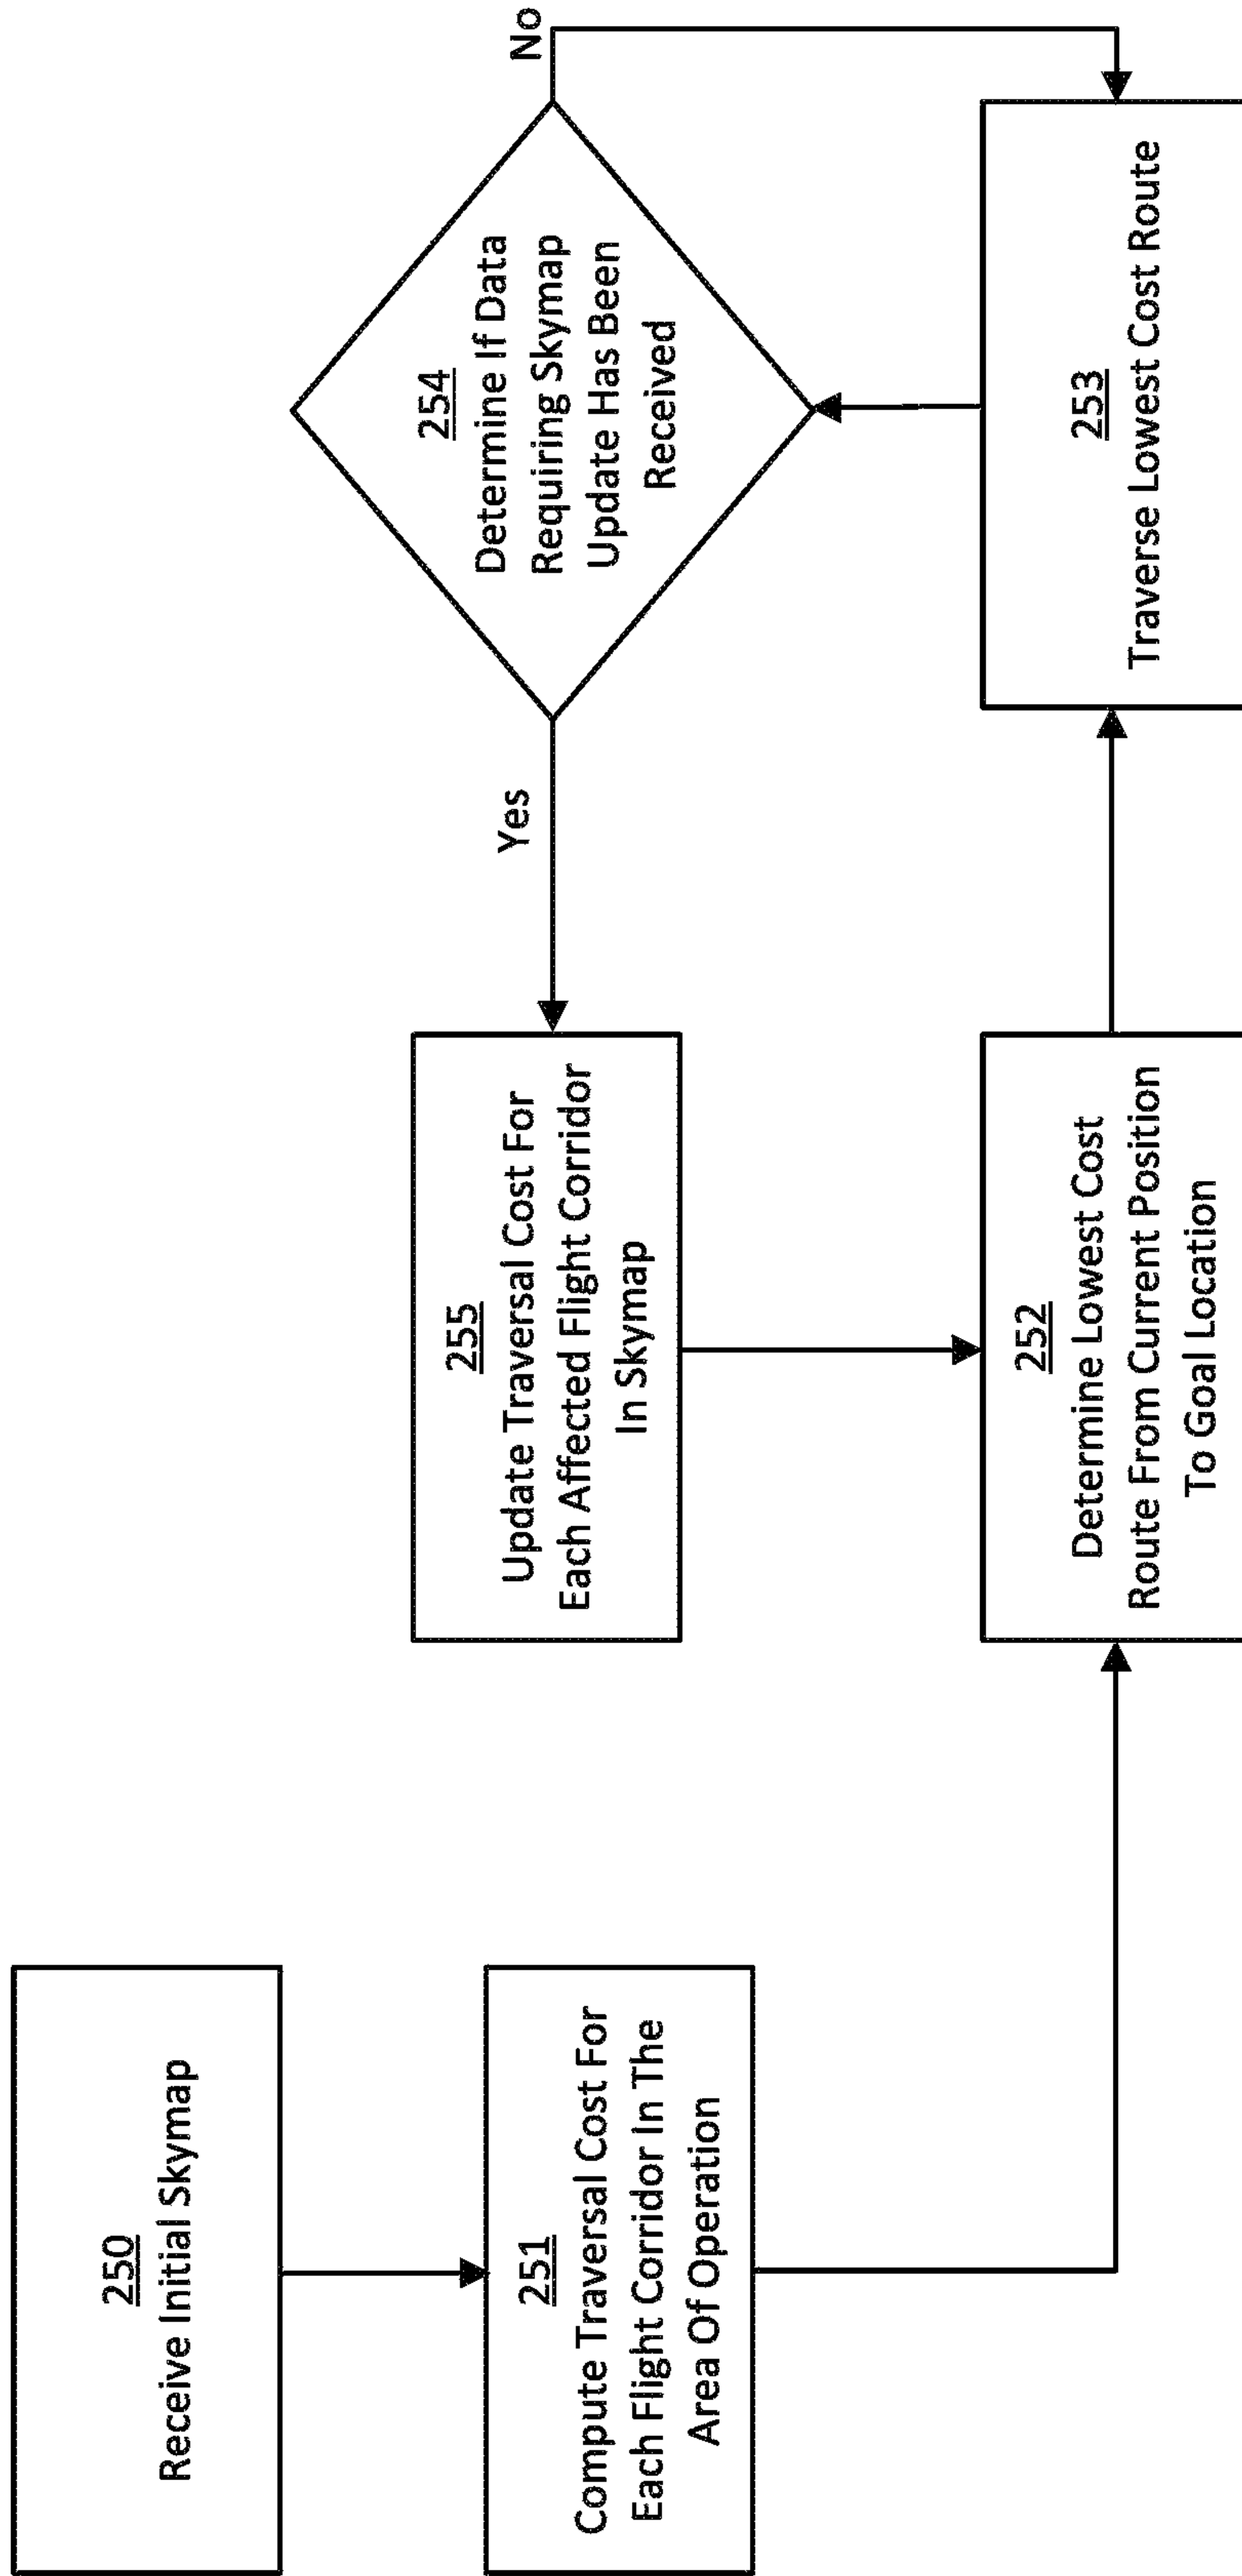 250
Receive Initial Skymap
251
Compute Traversal Cost For
Each Flight Corridor In The
Area Of Operation
252
Determine Lowest Cost
Route From Current Position
To Goal Location
253
Traverse Lowest Cost Route
254
Determine If Data
Requiring Skymap
Update Has Been
Received
No
Yes
255
Update Traversal Cost For
Each Affected Flight Corridor
In Skymap